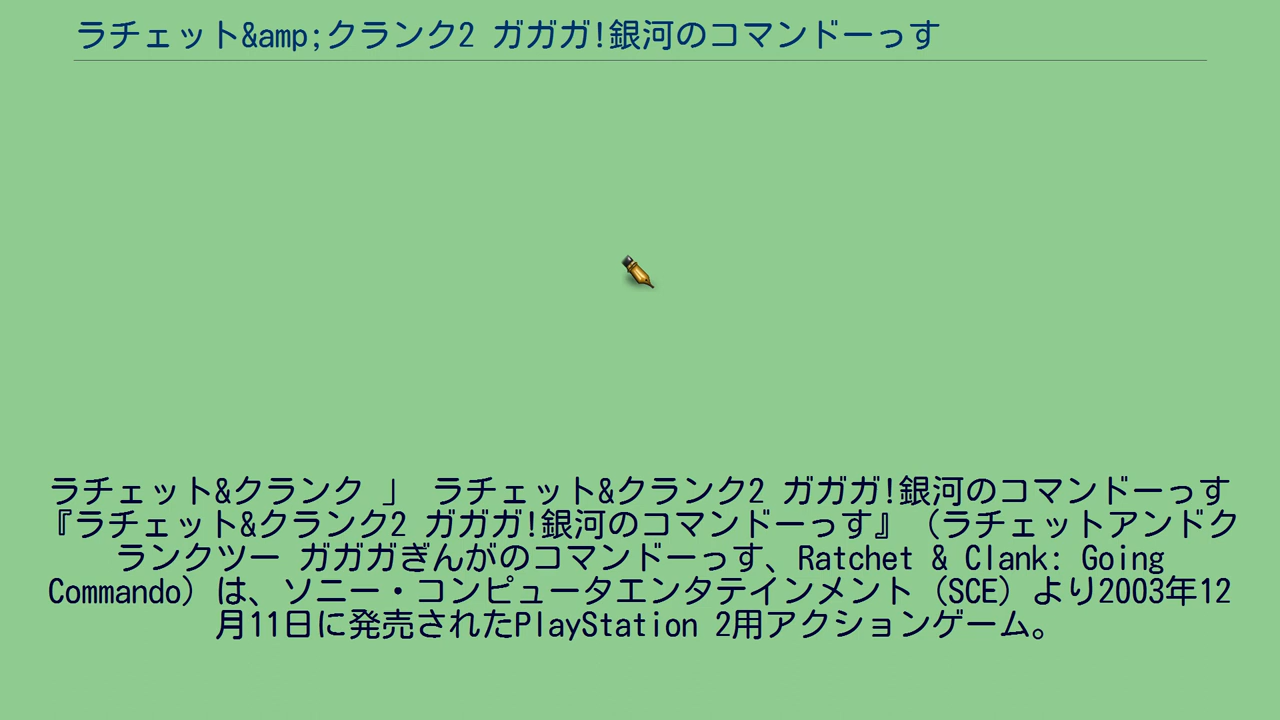 ラチェット&amp;クランク2 ガガガ!銀河のコマンドーっす
ラチェット&クランク 」 ラチェット&クランク2 ガガガ!銀河のコマンドーっす
『ラチェット&クランク2 ガガガ!銀河のコマンドーっす』（ラチェットアンドク
ランクツー ガガガぎんがのコマンドーっす、Ratchet & Clank: Going
Commando）は、ソニー・コンピュータエンタテインメント（SCE）より2003年12
月11日に発売されたPlayStation 2用アクションゲーム。